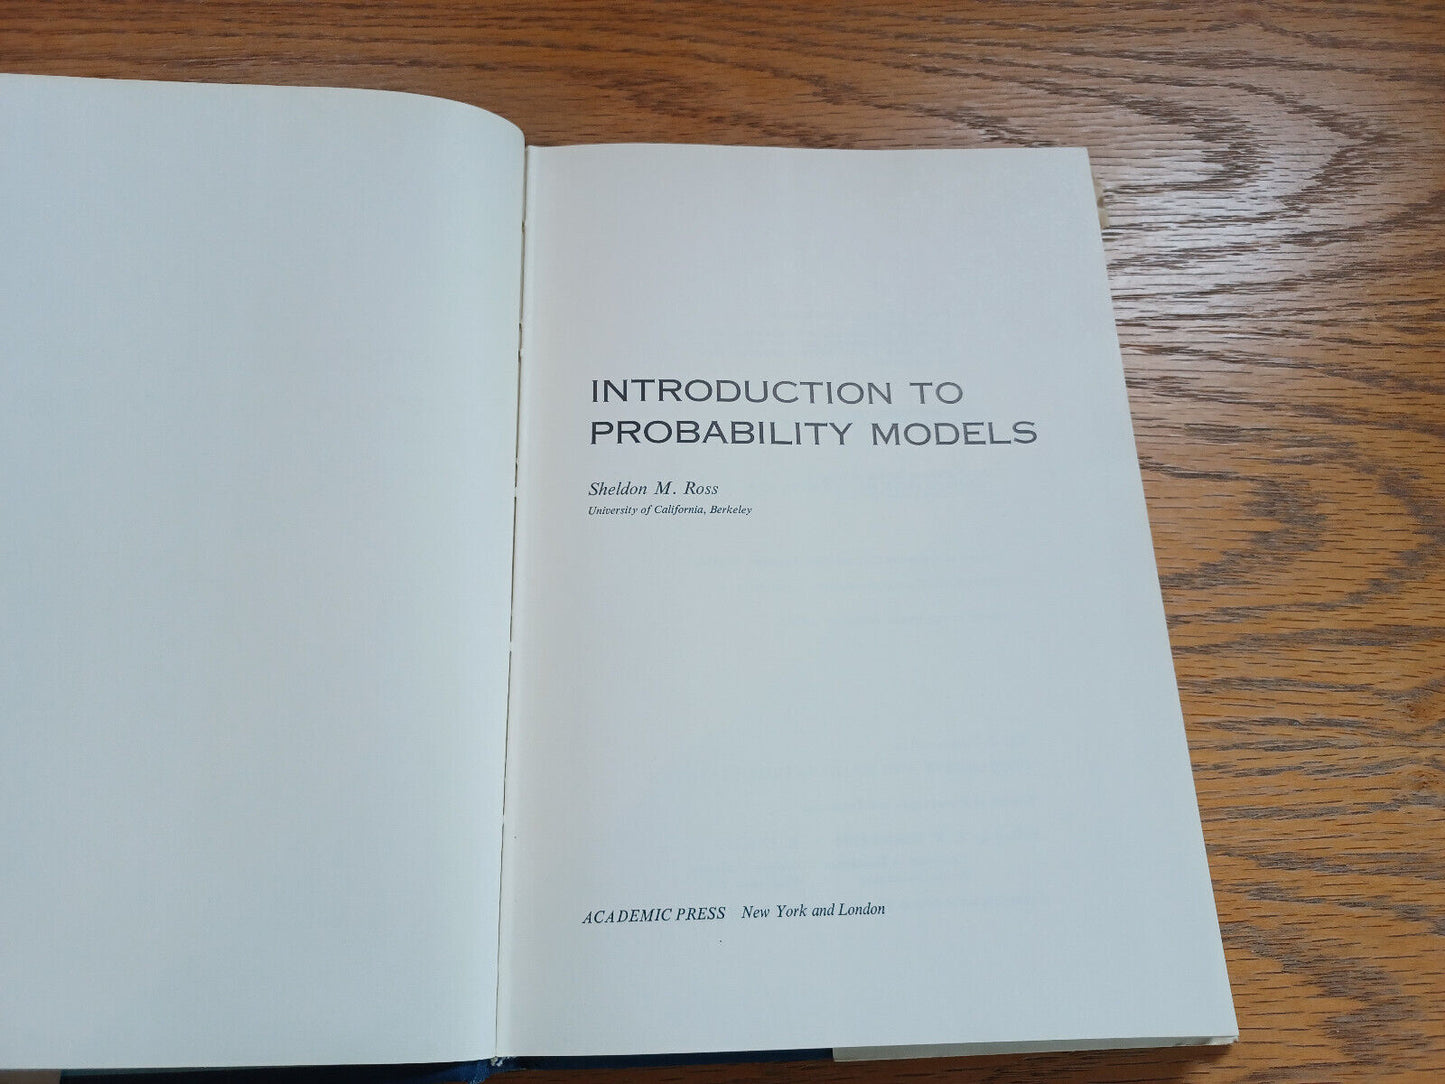 INTRODUCTION TO
PROBABILITY MODELS
Sheldon M. Ross
University of California, Berkeley
ACADEMIC PRESS New York and London